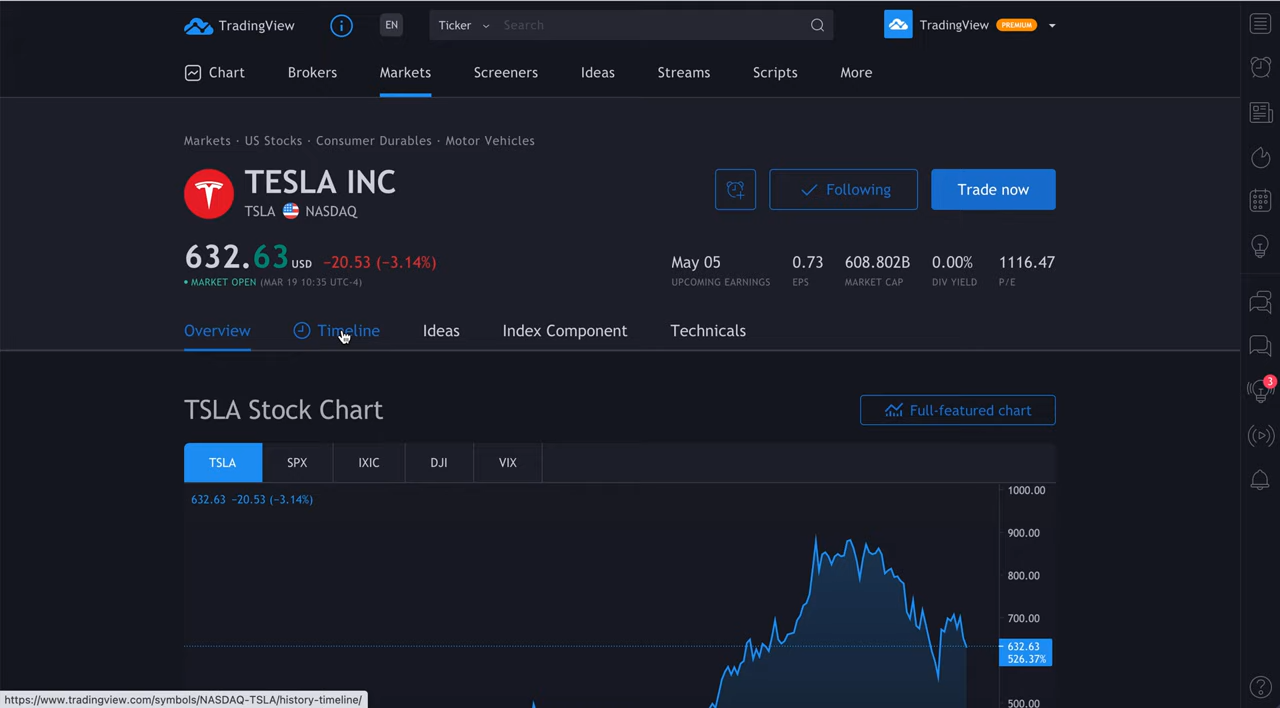 TradingView
EN
Ticker
Search
TradingView PREMIUM
Chart
Brokers
Markets
Screeners
Ideas
Streams
Scripts
More
Markets · US Stocks · Consumer Durables · Motor Vehicles
TESLA INC
TSLA NASDAQ
Following
Trade now
632.63 USD −20.53 (−3.14%)
• MARKET OPEN (MAR 19 10:35 UTC-4)
May 05
UPCOMING EARNINGS
0.73
EPS
608.802B
MARKET CAP
0.00%
DIV YIELD
1116.47
P/E
Overview
Timeline
Ideas
Index Component
Technicals
TSLA Stock Chart
Full-featured chart
TSLA
SPX
IXIC
DJI
VIX
632.63 −20.53 (−3.14%)
1000.00
900.00
800.00
700.00
632.63
526.37%
500.00
3
https://www.tradingview.com/symbols/NASDAQ-TSLA/history-timeline/